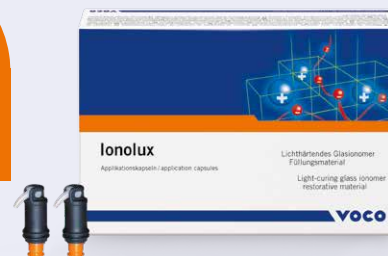 Ionolux
Applikationskapseln/application capsules
Lichthärtendes Glasionomer
Füllungsmaterial
Light-curing glass ionomer
restorative material
VOCO